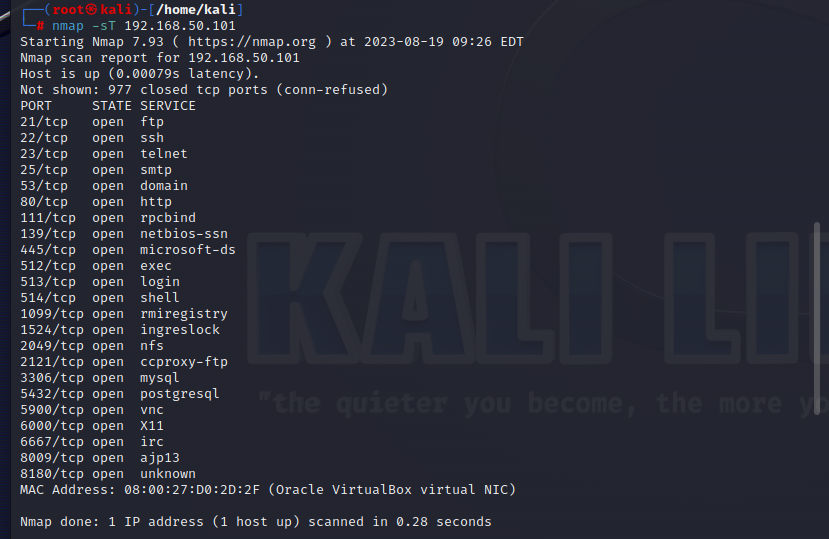 ┌──(root㉿kali)-[/home/kali]
└─# nmap -sT 192.168.50.101
Starting Nmap 7.93 ( https://nmap.org ) at 2023-08-19 09:26 EDT
Nmap scan report for 192.168.50.101
Host is up (0.00079s latency).
Not shown: 977 closed tcp ports (conn-refused)
PORT     STATE SERVICE
21/tcp   open  ftp
22/tcp   open  ssh
23/tcp   open  telnet
25/tcp   open  smtp
53/tcp   open  domain
80/tcp   open  http
111/tcp  open  rpcbind
139/tcp  open  netbios-ssn
445/tcp  open  microsoft-ds
512/tcp  open  exec
513/tcp  open  login
514/tcp  open  shell
1099/tcp open  rmiregistry
1524/tcp open  ingreslock
2049/tcp open  nfs
2121/tcp open  ccproxy-ftp
3306/tcp open  mysql
5432/tcp open  postgresql
5900/tcp open  vnc
6000/tcp open  X11
6667/tcp open  irc
8009/tcp open  ajp13
8180/tcp open  unknown
MAC Address: 08:00:27:D0:2D:2F (Oracle VirtualBox virtual NIC)
Nmap done: 1 IP address (1 host up) scanned in 0.28 seconds
KALI LI
"the quieter you become, the more yo